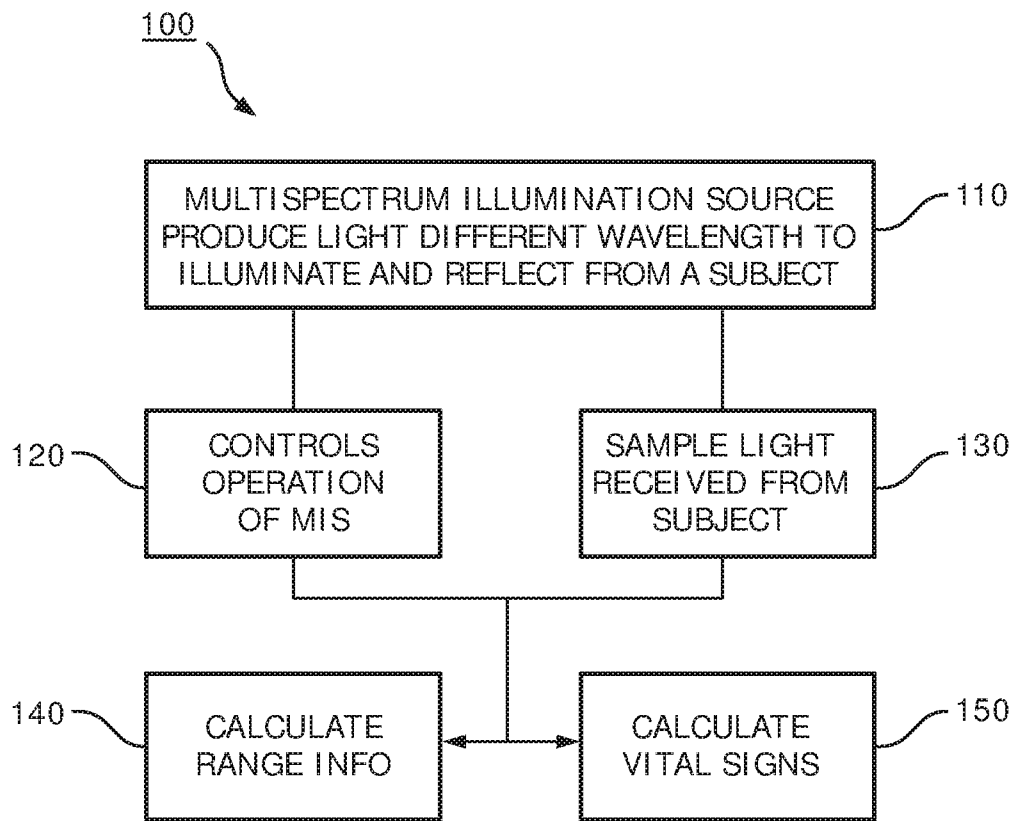 100
MULTISPECTRUM ILLUMINATION SOURCE
PRODUCE LIGHT DIFFERENT WAVELENGTH TO
ILLUMINATE AND REFLECT FROM A SUBJECT
110
120
CONTROLS
OPERATION
OF MIS
SAMPLE LIGHT
RECEIVED FROM
SUBJECT
130
140
CALCULATE
RANGE INFO
CALCULATE
VITAL SIGNS
150